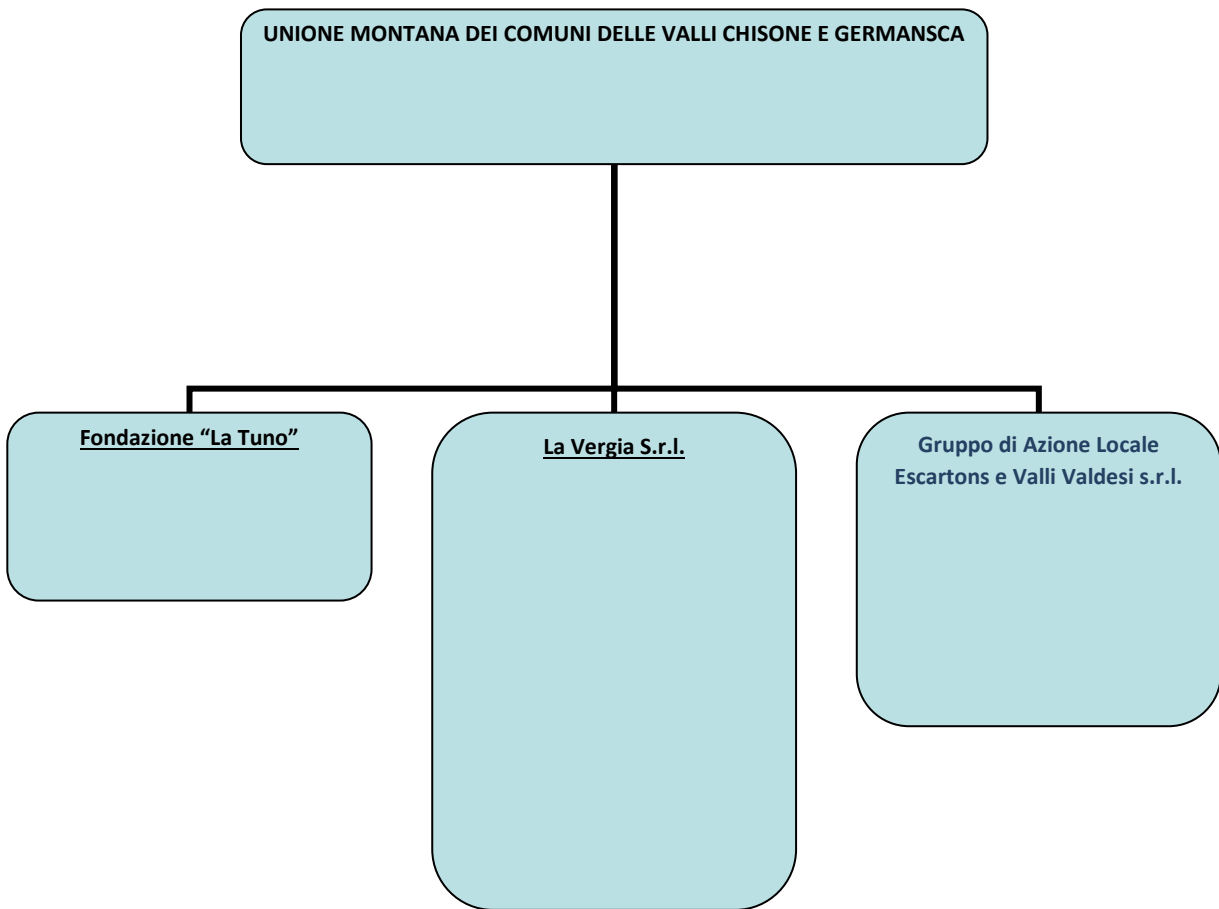 UNIONE MONTANA DEI COMUNI DELLE VALLI CHISONE E GERMANSCA
Fondazione “La Tuno”
La Vergia S.r.l.
Gruppo di Azione Locale
Escartons e Valli Valdesi s.r.l.